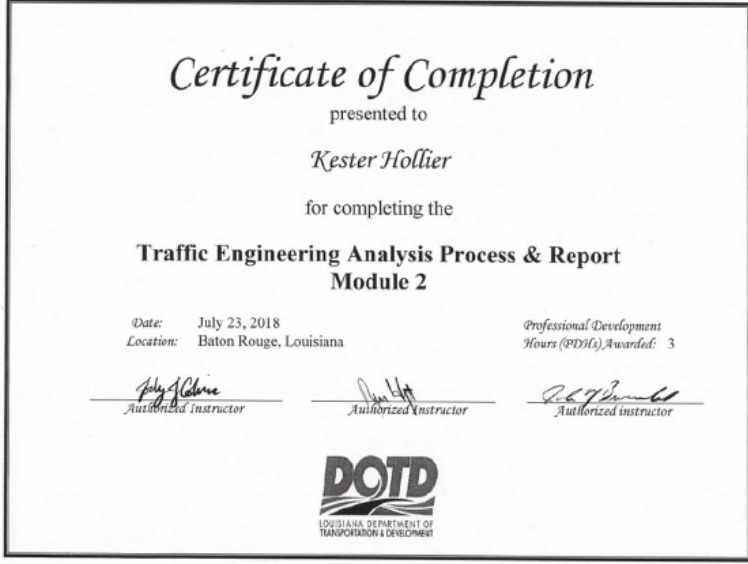 Certificate of Completion
presented to
Kester Hollier
for completing the
Traffic Engineering Analysis Process & Report
Module 2
Date: July 23, 2018
Location: Baton Rouge, Louisiana
Professional Development
Hours (PDHs) Awarded: 3
Authorized Instructor
Authorized Instructor
Authorized instructor
DOTD
LOUISIANA DEPARTMENT OF
TRANSPORTATION & DEVELOPMENT